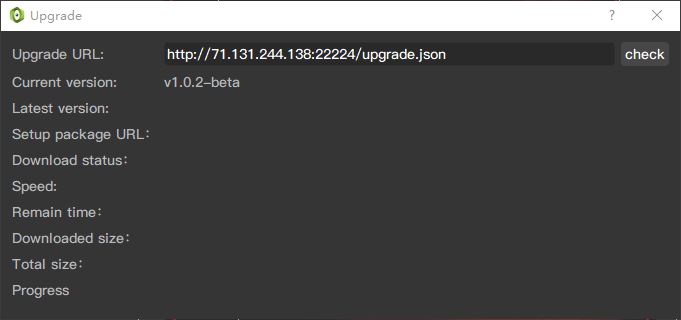 Upgrade
?
Upgrade URL: http://71.131.244.138:22224/upgrade.json check
Current version: v1.0.2-beta
Latest version:
Setup package URL:
Download status:
Speed:
Remain time:
Downloaded size:
Total size:
Progress